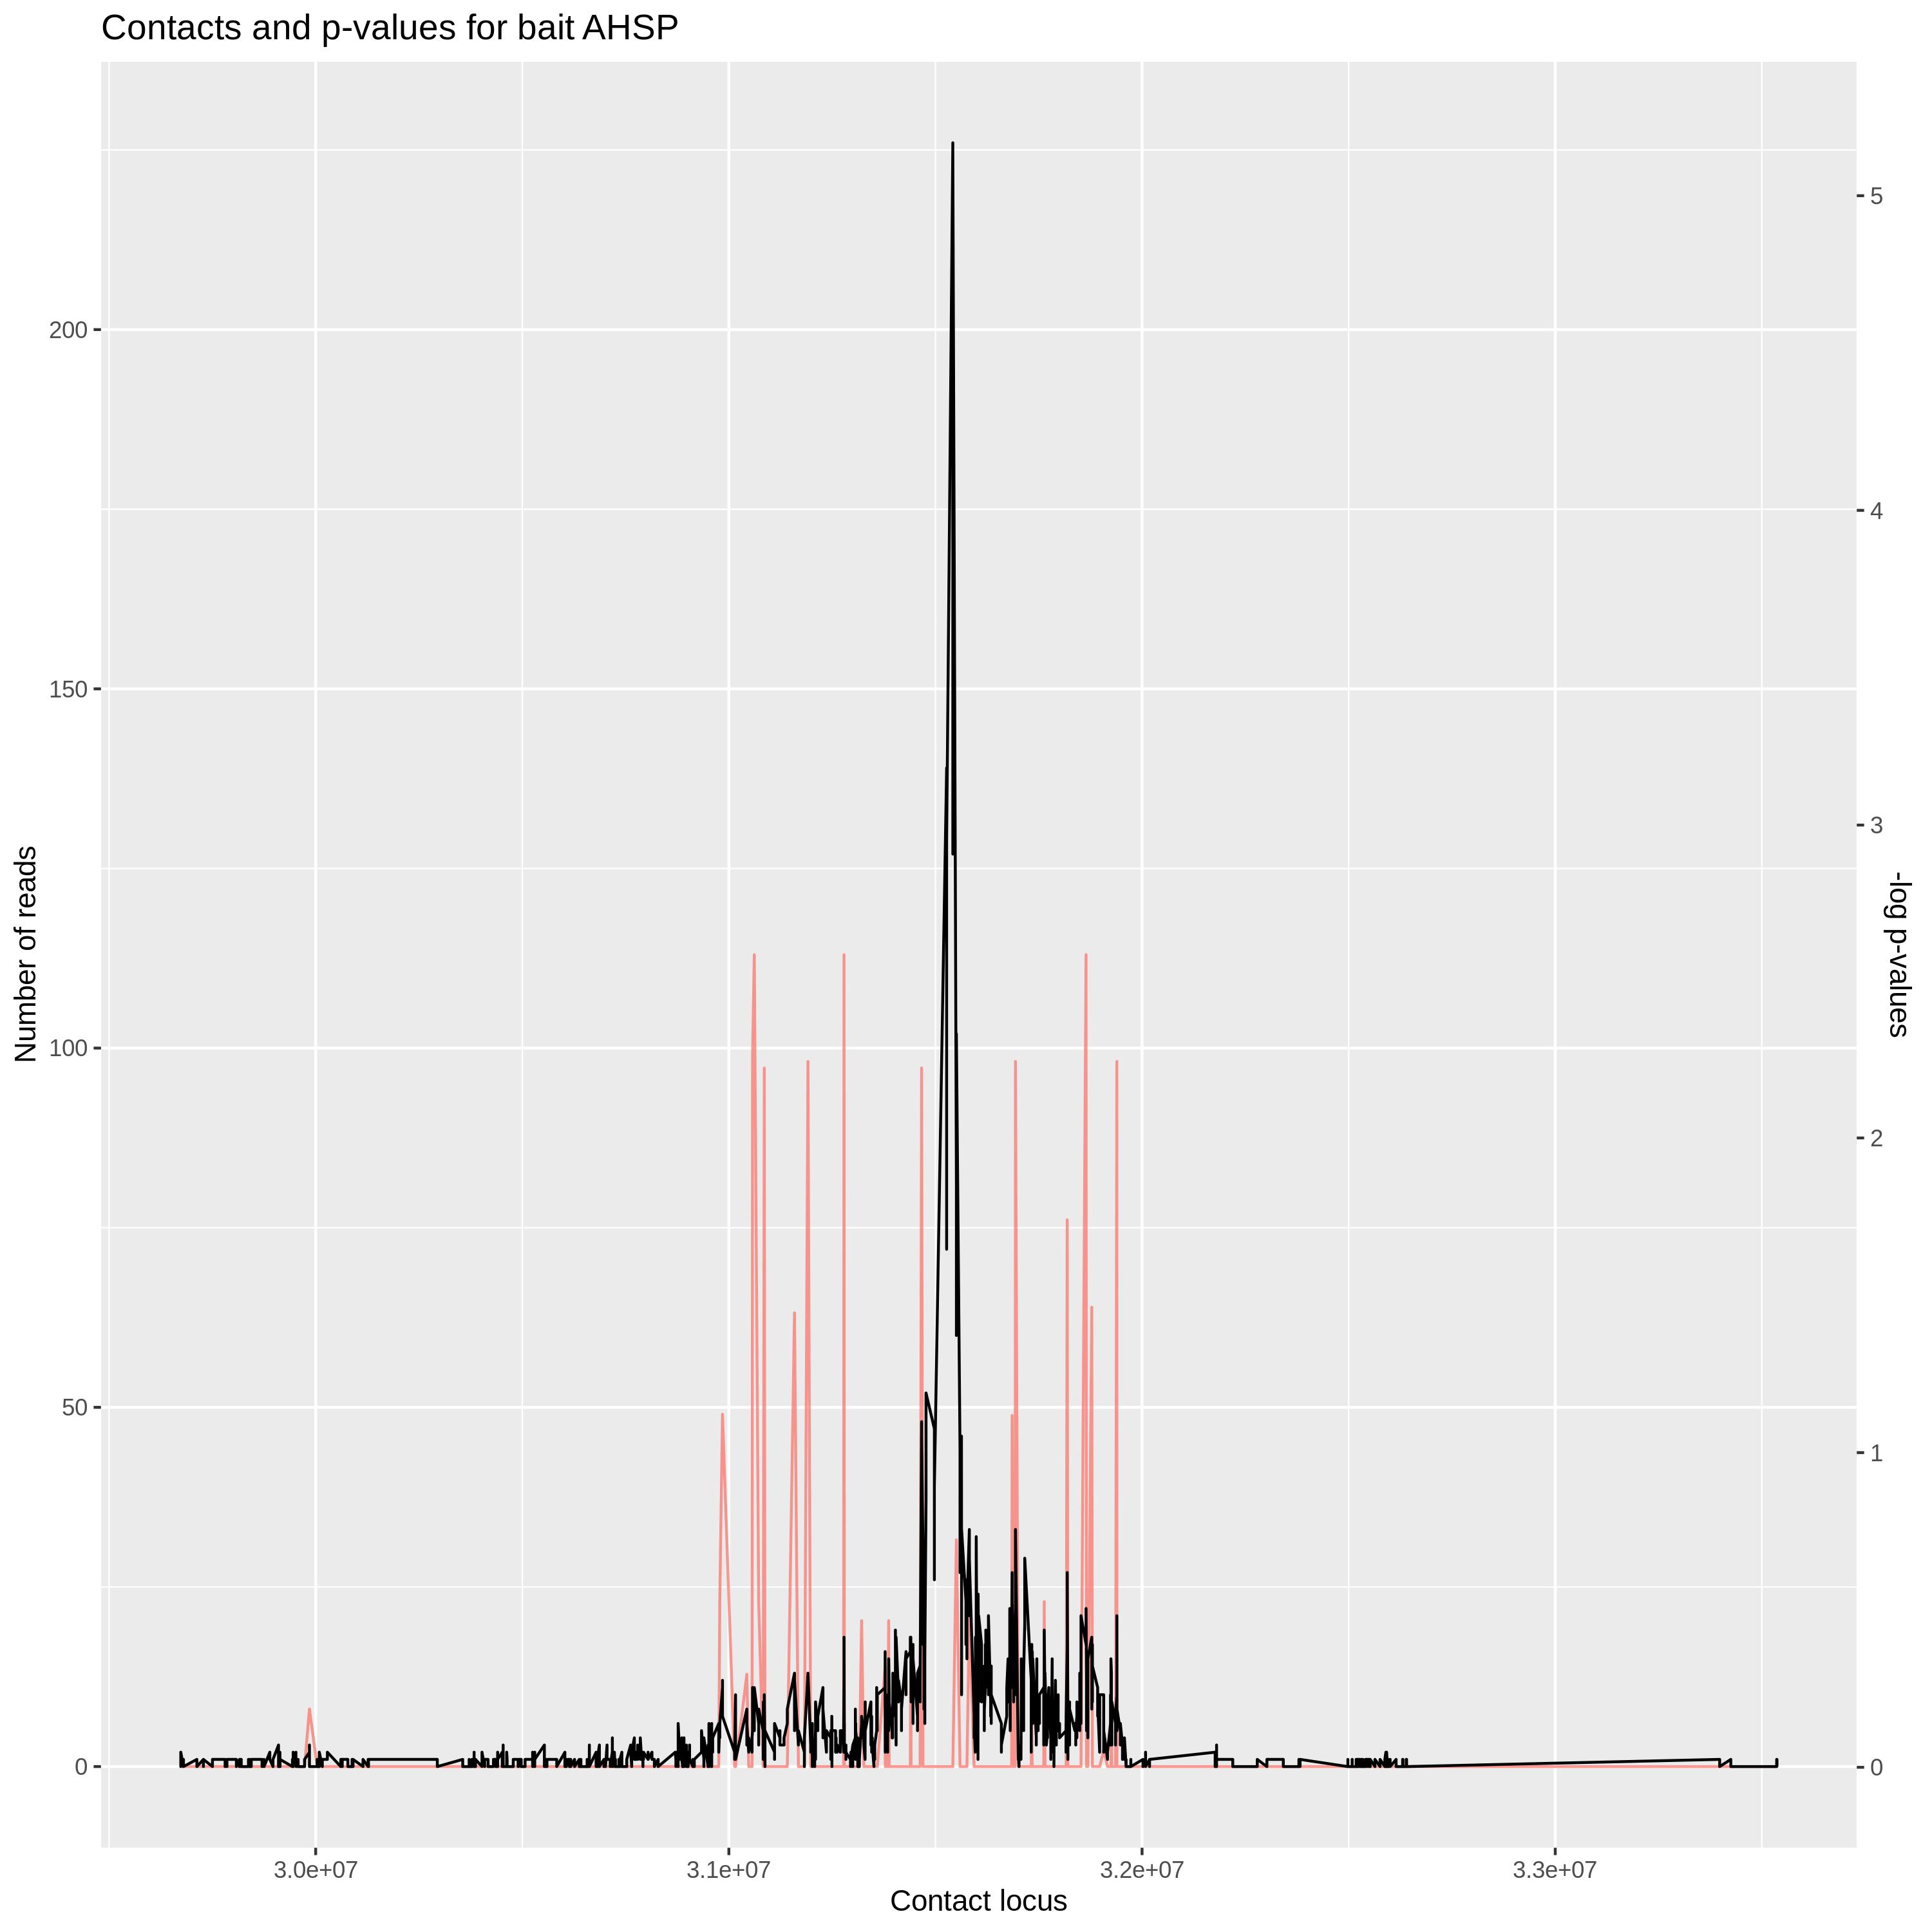 Contacts and p-values for bait AHSP
Number of reads
200
150
100
50
0
5
4
3
2
1
0
-log p-values
3.0e+07 3.1e+07 3.2e+07 3.3e+07
Contact locus